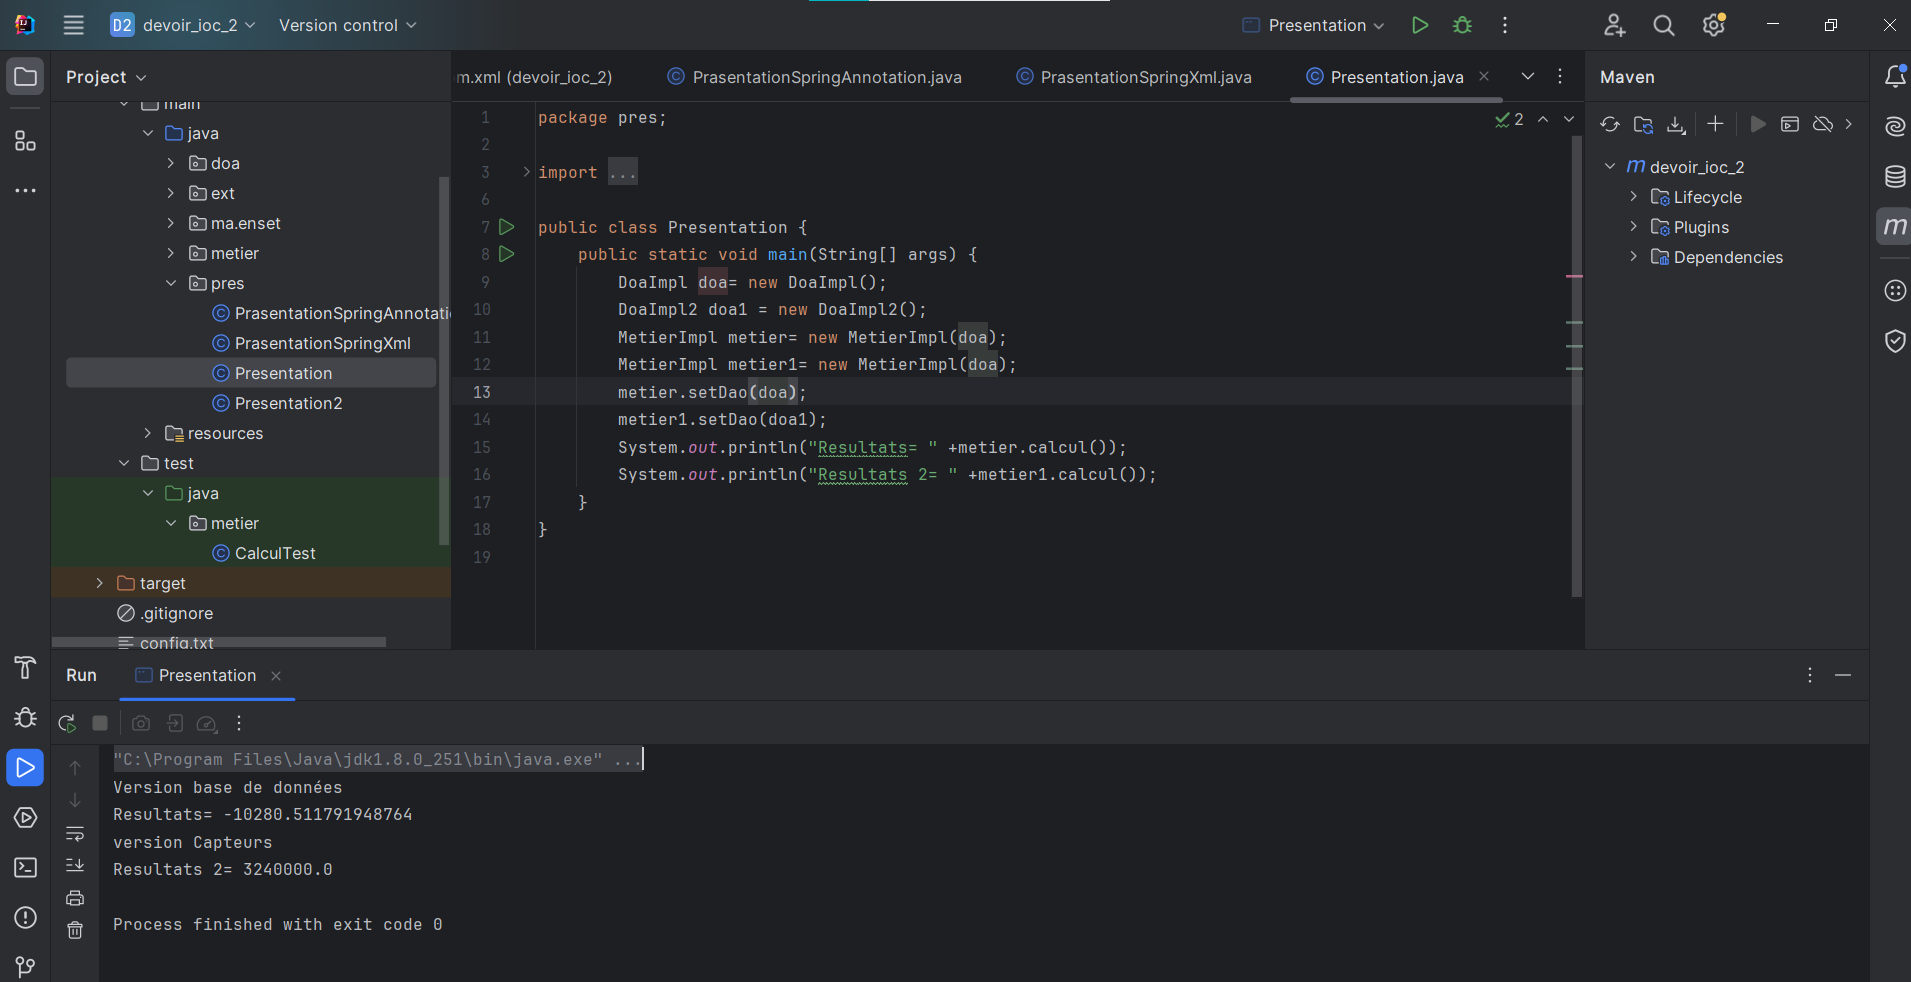 D2 devoir_ioc_2 Version control Presentation
Project
main
java
doa
ext
ma.enset
metier
pres
PrasentationSpringAnnotati
PrasentationSpringXml
Presentation
Presentation2
resources
test
java
metier
CalculTest
target
.gitignore
config.txt
m.xml (devoir_ioc_2) PrasentationSpringAnnotation.java PrasentationSpringXml.java Presentation.java
2
1 package pres;
2
3 import ...
6
7 public class Presentation {
8 public static void main(String[] args) {
9 DoaImpl doa= new DoaImpl();
10 DoaImpl2 doa1 = new DoaImpl2();
11 MetierImpl metier= new MetierImpl(doa);
12 MetierImpl metier1= new MetierImpl(doa);
13 metier.setDao(doa);
14 metier1.setDao(doa1);
15 System.out.println("Resultats= " +metier.calcul());
16 System.out.println("Resultats 2= " +metier1.calcul());
17 }
18 }
19
Maven
m devoir_ioc_2
Lifecycle
Plugins
Dependencies
m
Run Presentation
"C:\Program Files\Java\jdk1.8.0_251\bin\java.exe" ...
Version base de données
Resultats= -10280.511791948764
version Capteurs
Resultats 2= 3240000.0
Process finished with exit code 0